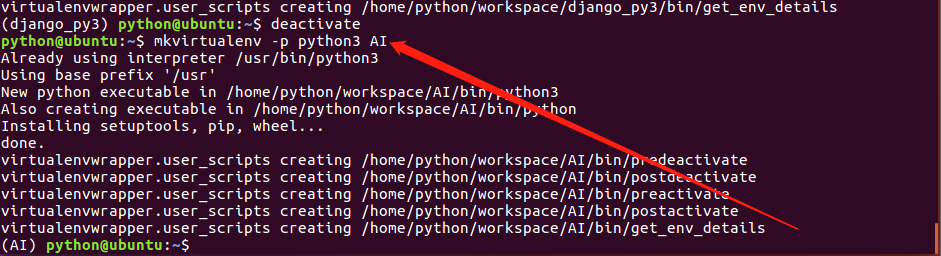 virtualenvwrapper.user_scripts creating /home/python/workspace/django_py3/bin/get_env_details
(django_py3) python@ubuntu:~$ deactivate
python@ubuntu:~$ mkvirtualenv -p python3 AI
Already using interpreter /usr/bin/python3
Using base prefix '/usr'
New python executable in /home/python/workspace/AI/bin/python3
Also creating executable in /home/python/workspace/AI/bin/python
Installing setuptools, pip, wheel...
done.
virtualenvwrapper.user_scripts creating /home/python/workspace/AI/bin/predeactivate
virtualenvwrapper.user_scripts creating /home/python/workspace/AI/bin/postdeactivate
virtualenvwrapper.user_scripts creating /home/python/workspace/AI/bin/preactivate
virtualenvwrapper.user_scripts creating /home/python/workspace/AI/bin/postactivate
virtualenvwrapper.user_scripts creating /home/python/workspace/AI/bin/get_env_details
(AI) python@ubuntu:~$